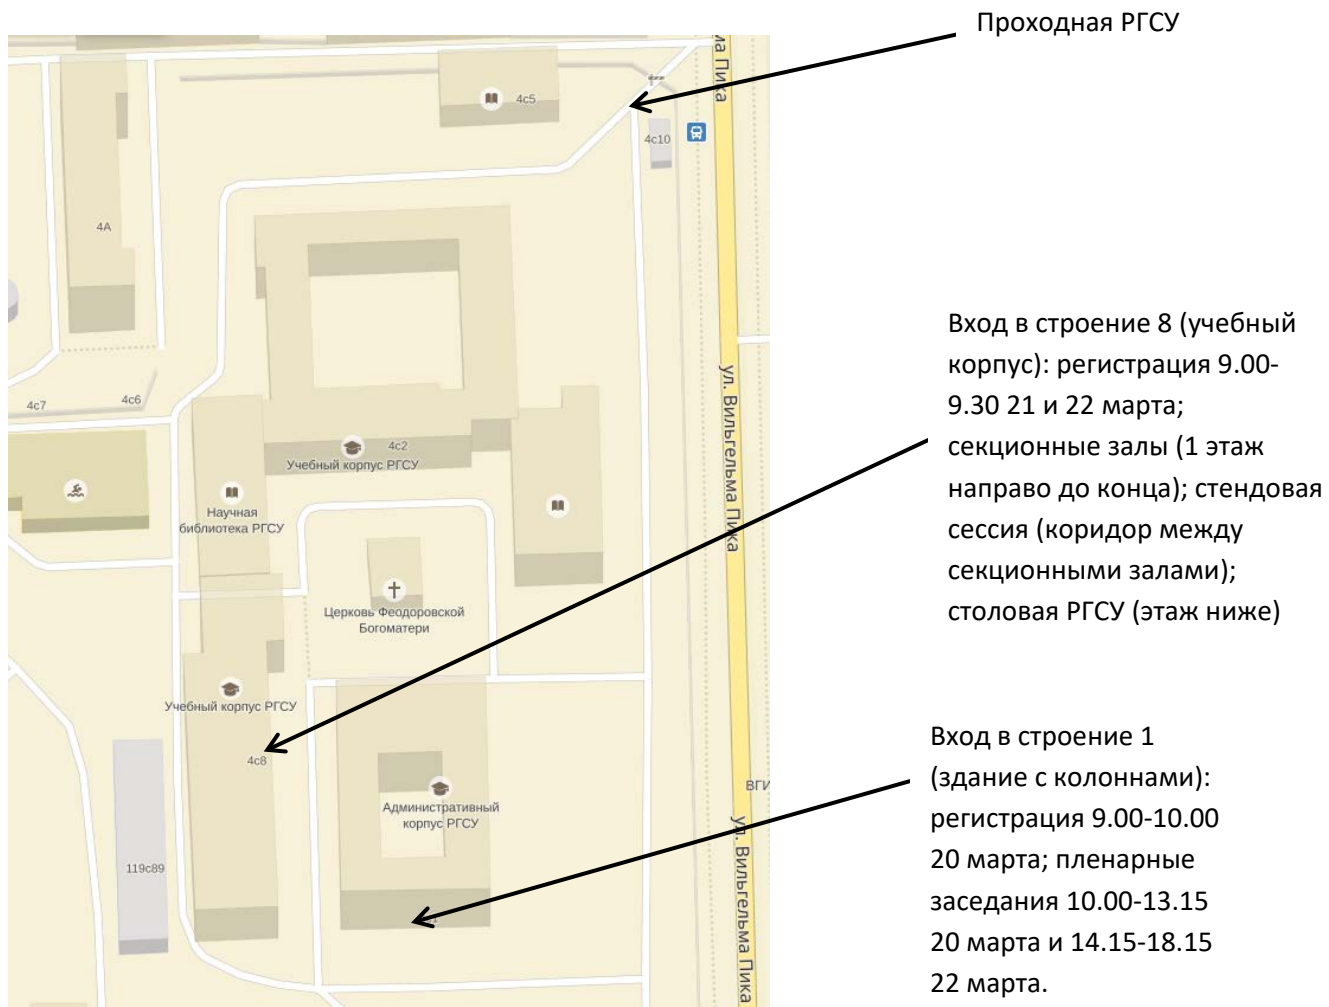 Проходная РГСУ
ма Пика
4с5
4с10
4А
Вход в строение 8 (учебный
корпус): регистрация 9.00-
9.30 21 и 22 марта;
секционные залы (1 этаж
направо до конца); стендовая
сессия (коридор между
секционными залами);
столовая РГСУ (этаж ниже)
ул. Вильгельма Пика
4с7
4с6
4с2
Учебный корпус РГСУ
Научная
библиотека РГСУ
Церковь Феодоровской
Богоматери
Учебный корпус РГСУ
4с8
Административный
корпус РГСУ
119с89
ВГИ
ул. Вильгельма Пика
Вход в строение 1
(здание с колоннами):
регистрация 9.00-10.00
20 марта; пленарные
заседания 10.00-13.15
20 марта и 14.15-18.15
22 марта.